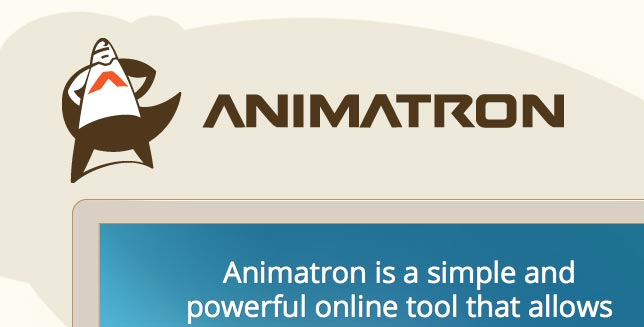 ANIMATRON
Animatron is a simple and
powerful online tool that allows